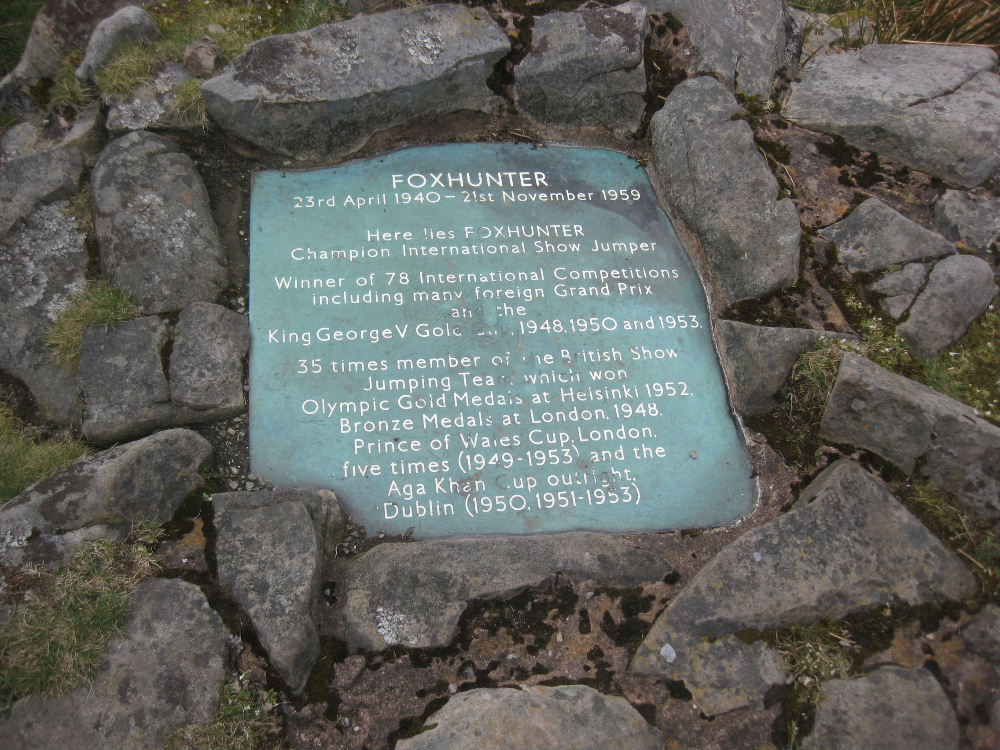 FOXHUNTER
23rd April 1940-21st November 1959
Here lies FOXHUNTER
Champion International Show Jumper
Winner of 78 International Competitions
including many foreign Grand Prix
and the
King George V Gold Cup, 1948.1950 and 1953.
35 times member of the British Show
Jumping Team which won
Olympic Gold Medals at Helsinki 1952.
Bronze Medals at London. 1948.
Prince of Wales Cup, London.
five times (1949-1953) and the
Aga Khan Cup outright.
Dublin (1950.1951-1953)